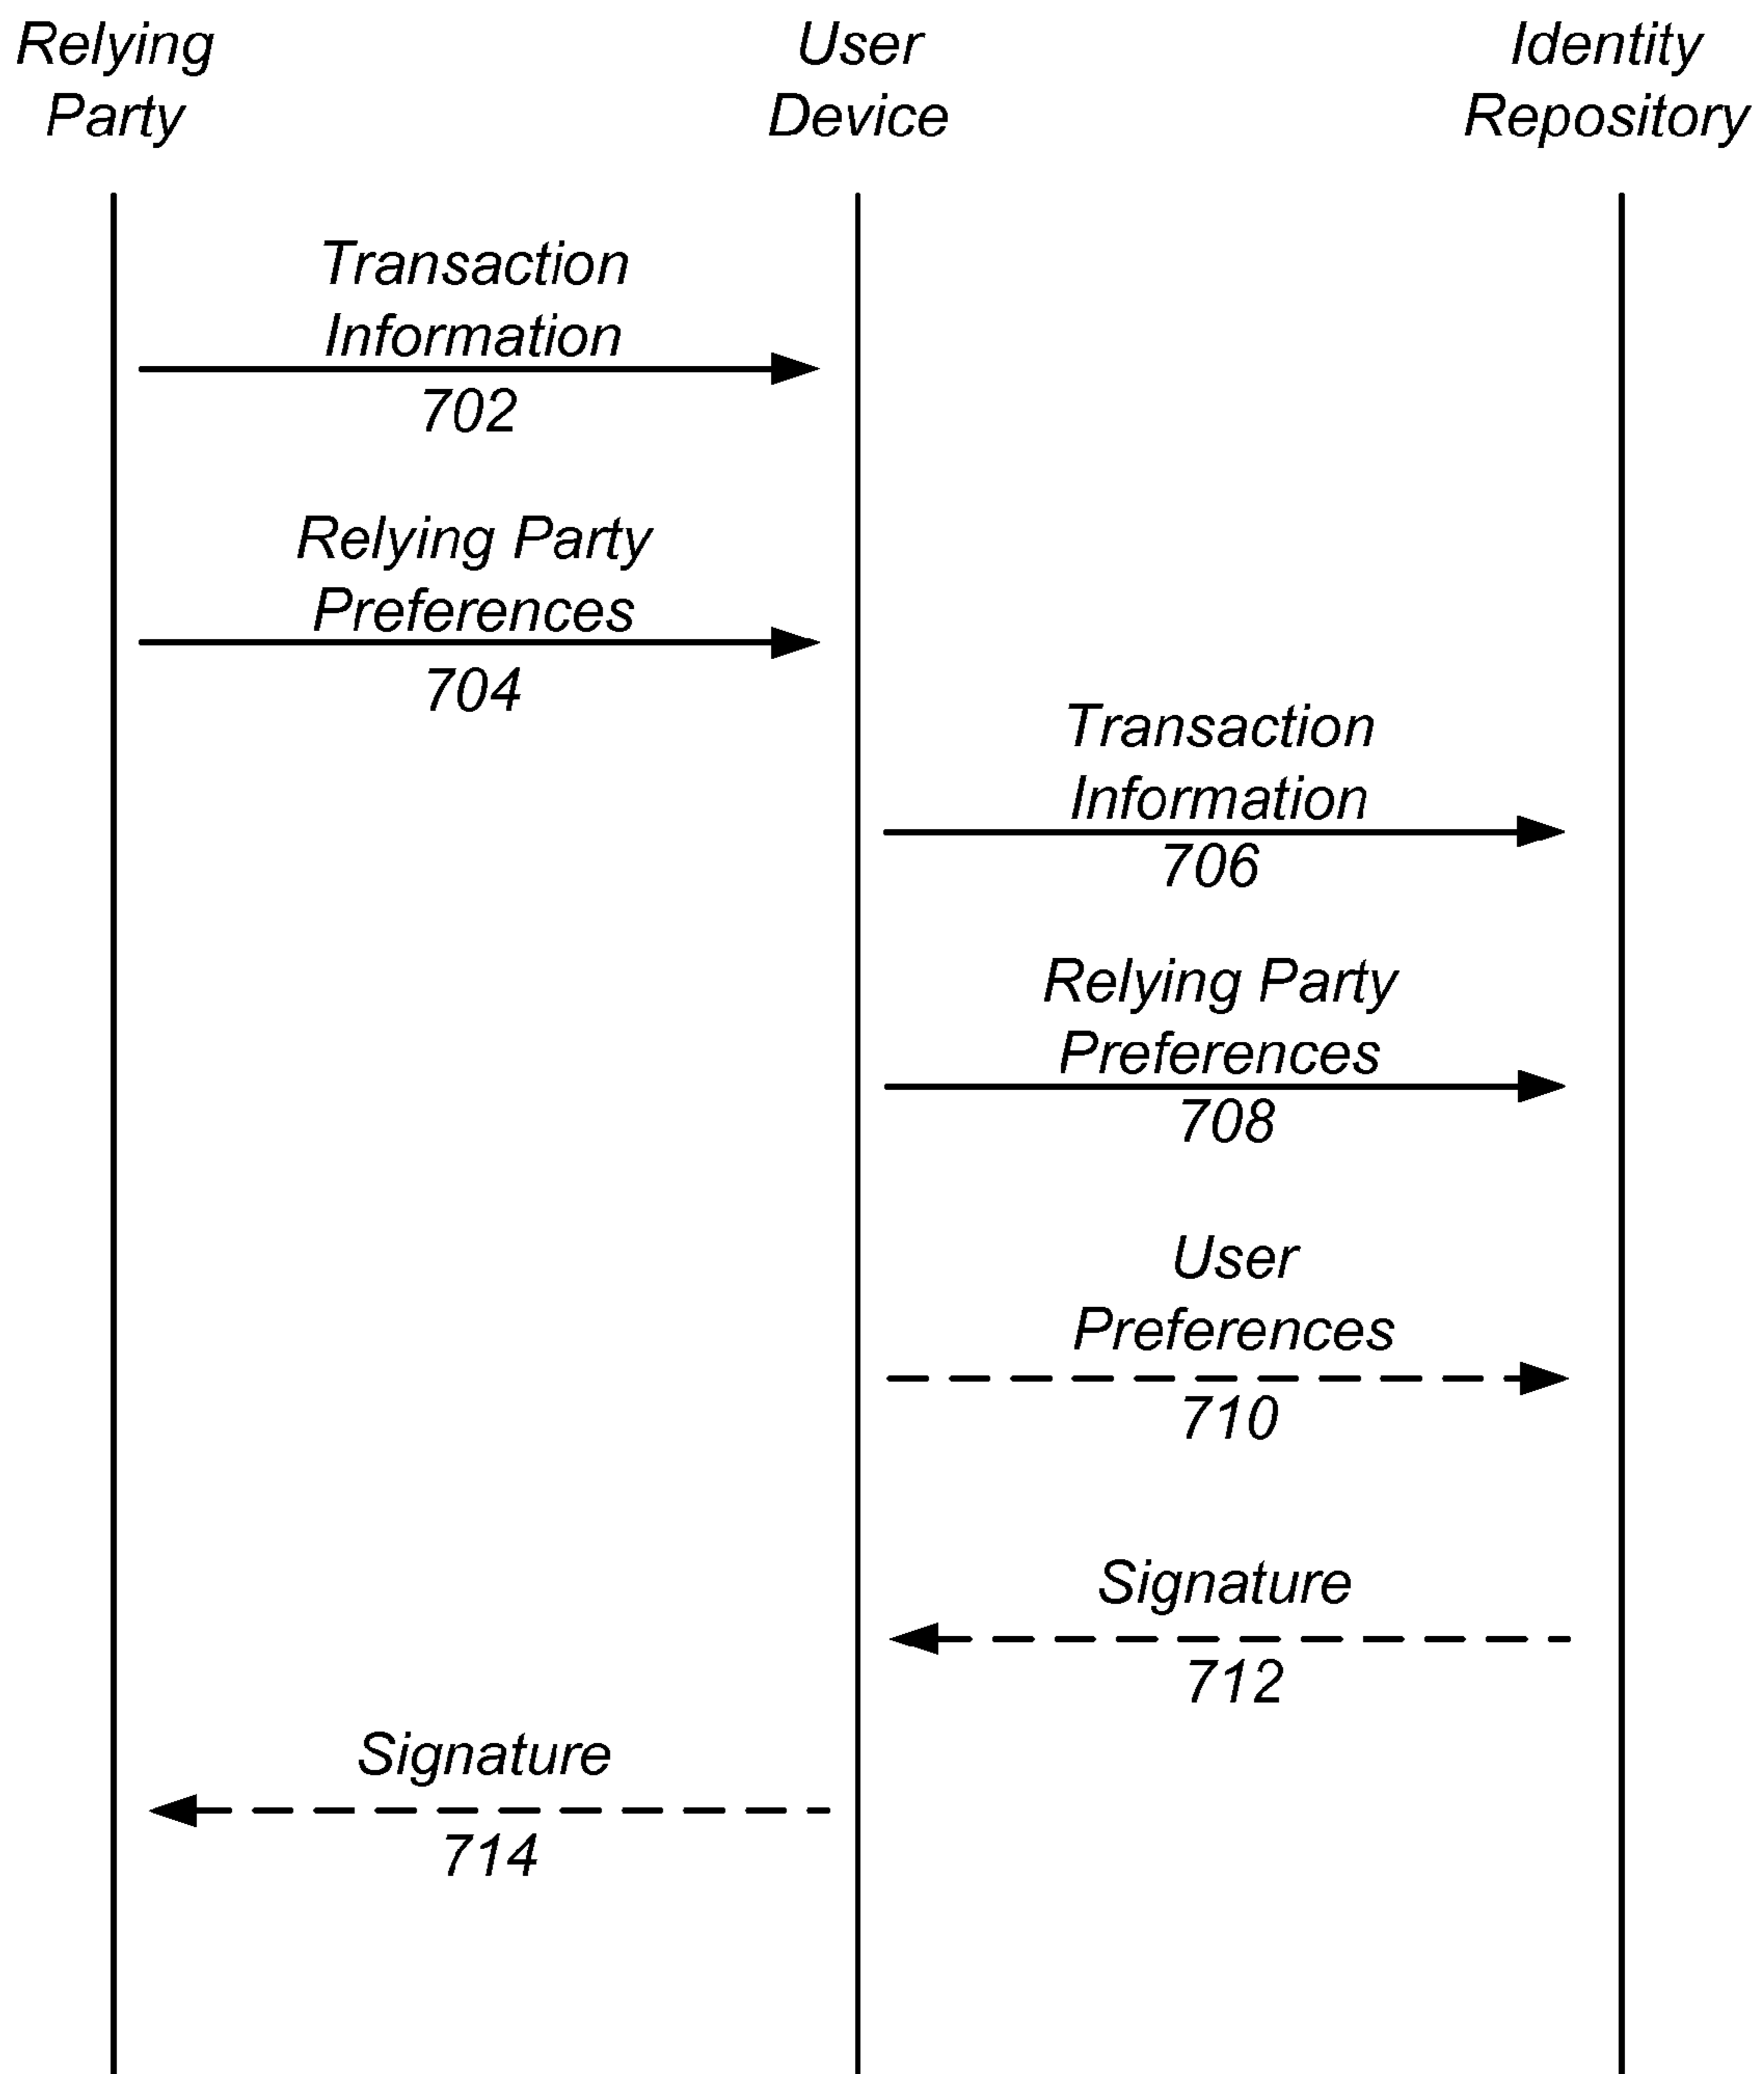 Relying
Party
User
Device
Identity
Repository
Transaction
Information
702
Relying Party
Preferences
704
Transaction
Information
706
Relying Party
Preferences
708
User
Preferences
710
Signature
712
Signature
714